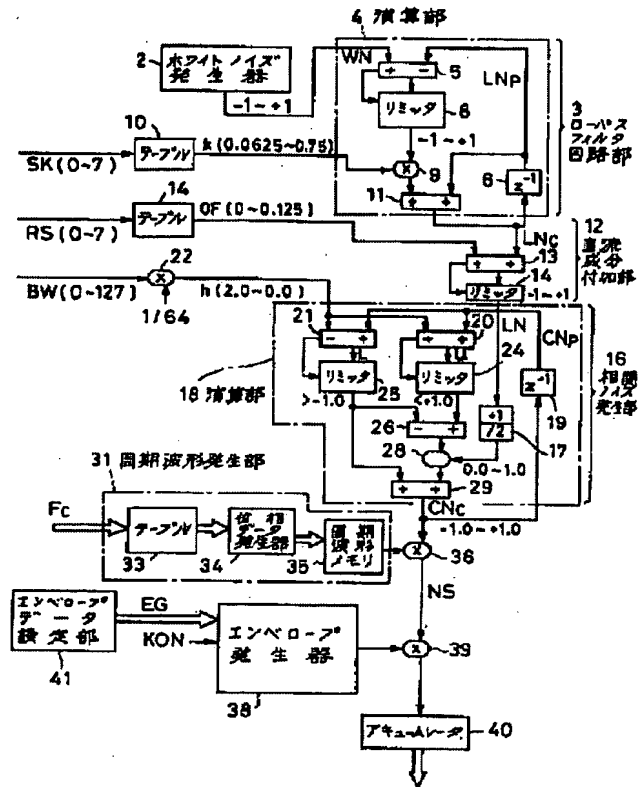 4 演算部
2
ホワイトノイズ
発生器
WN
+ -
5
LNp
-1~+1
リミッタ
8
3
ローパス
フィルタ
回路部
10
テーブル
k(0.0625~0.75)
-1~+1
SK(0~7)
×
9
6
z⁻¹
11
+ +
14
テーブル
OF(0~0.125)
RS(0~7)
LNc
12
直流
成分
付加部
+ +
13
22
×
リミッタ
14
-1~+1
BW(0~127)
h(2.0~0.0)
1/64
LN
CNp
21
- +
+ +
20
L
U
24
16
相関
ノイズ
発生部
18 演算部
リミッタ
25
リミッタ
z⁻¹
19
>-1.0
<+1.0
+1
/2
17
26
- +
28
0.0~1.0
+ +
29
31 周期波形発生部
CNc
-1.0~+1.0
Fc
テーブル
33
位相
データ
発生器
34
周期
波形
メモリ
35
×
36
NS
エンベロープ
データ
設定部
41
EG
KON
エンベロープ
発生器
38
×
39
アキュームレータ
40